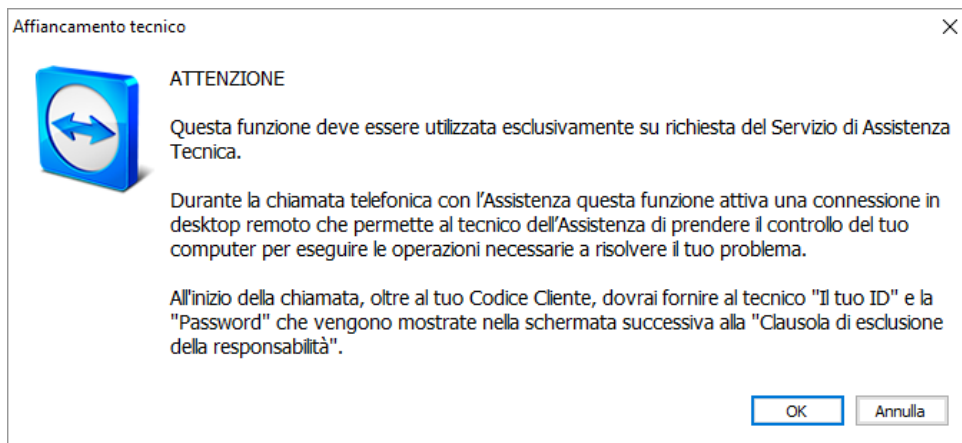 Affiancamento tecnico
ATTENZIONE
Questa funzione deve essere utilizzata esclusivamente su richiesta del Servizio di Assistenza
Tecnica.
Durante la chiamata telefonica con l’Assistenza questa funzione attiva una connessione in
desktop remoto che permette al tecnico dell’Assistenza di prendere il controllo del tuo
computer per eseguire le operazioni necessarie a risolvere il tuo problema.
All'inizio della chiamata, oltre al tuo Codice Cliente, dovrai fornire al tecnico "Il tuo ID" e la
"Password" che vengono mostrate nella schermata successiva alla "Clausola di esclusione
della responsabilità".
OK Annulla